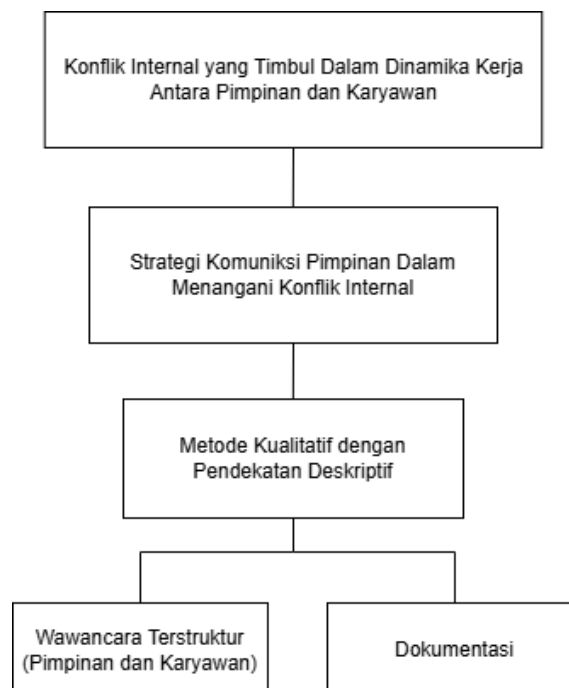 Konflik Internal yang Timbul Dalam Dinamika Kerja
Antara Pimpinan dan Karyawan
Strategi Komuniksi Pimpinan Dalam
Menangani Konflik Internal
Metode Kualitatif dengan
Pendekatan Deskriptif
Wawancara Terstruktur
(Pimpinan dan Karyawan)
Dokumentasi